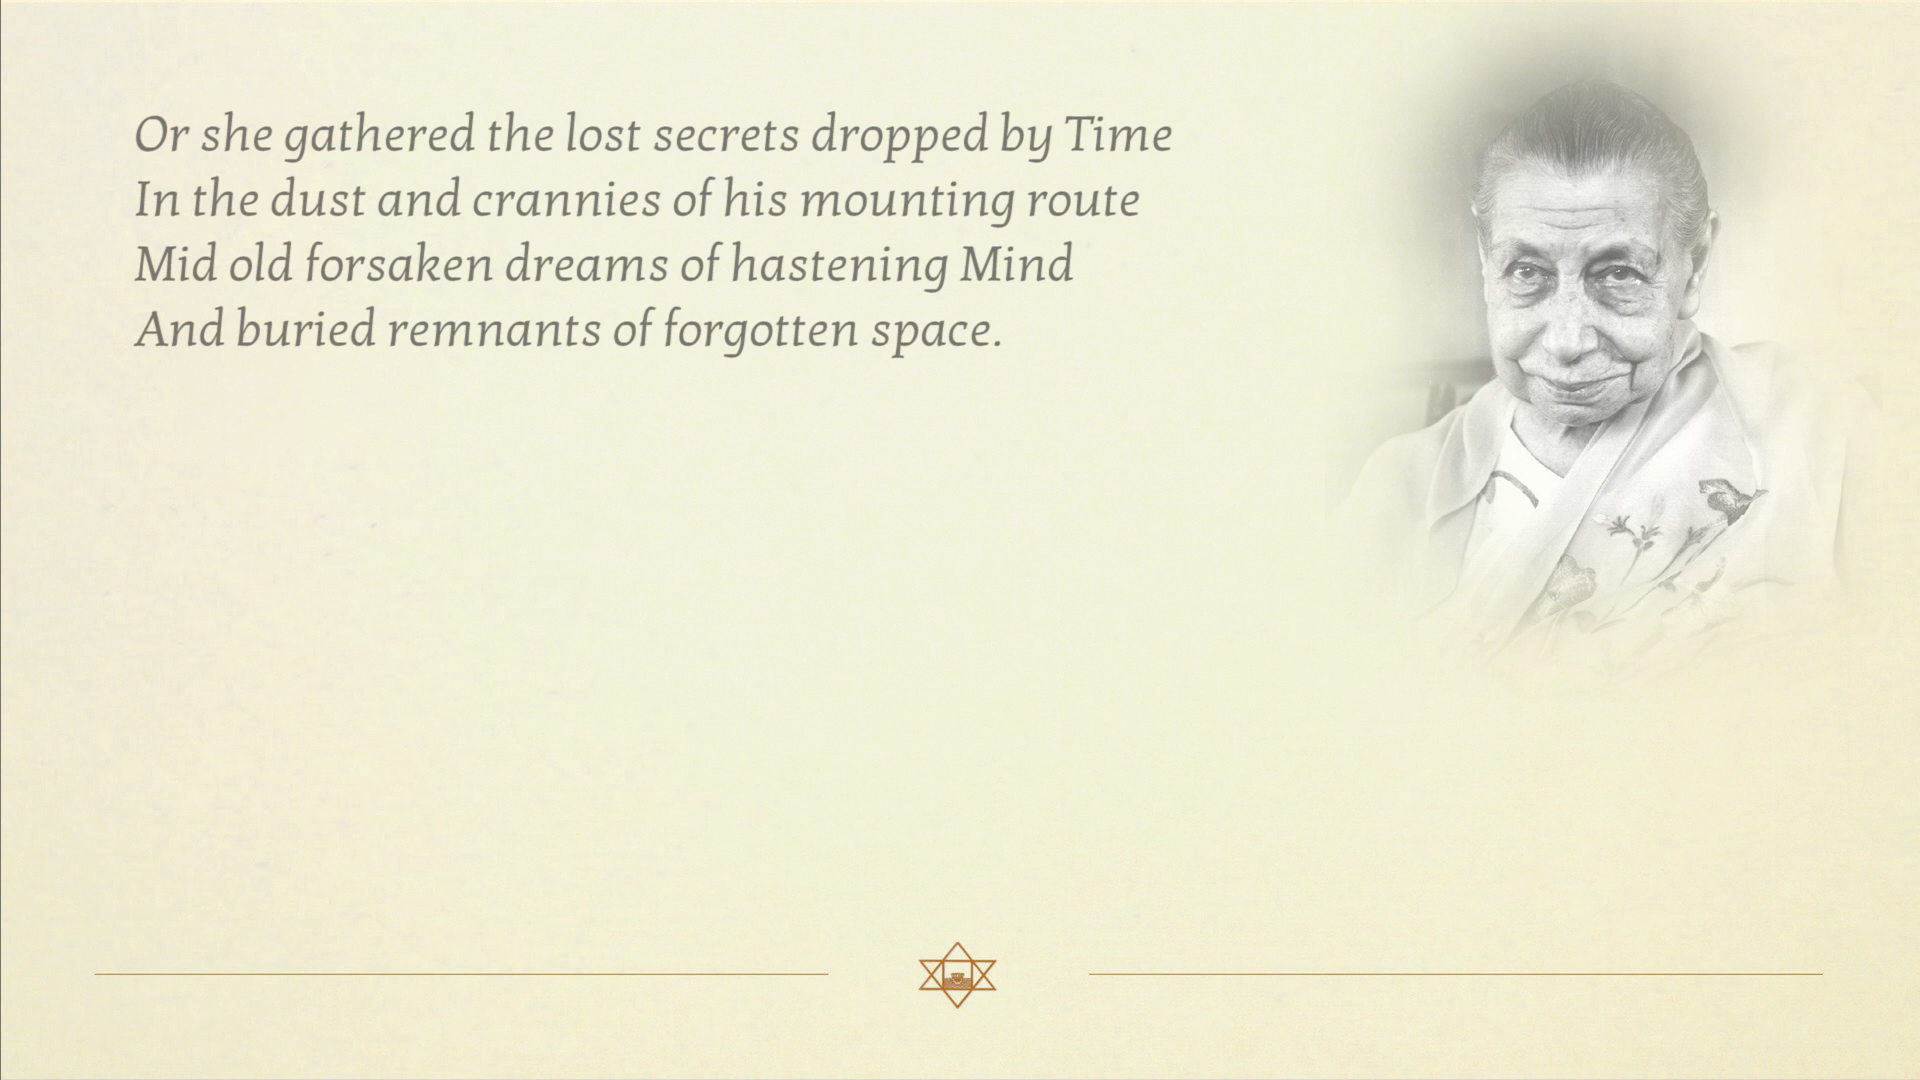 Or she gathered the lost secrets dropped by Time
In the dust and crannies of his mounting route
Mid old forsaken dreams of hastening Mind
And buried remnants of forgotten space.